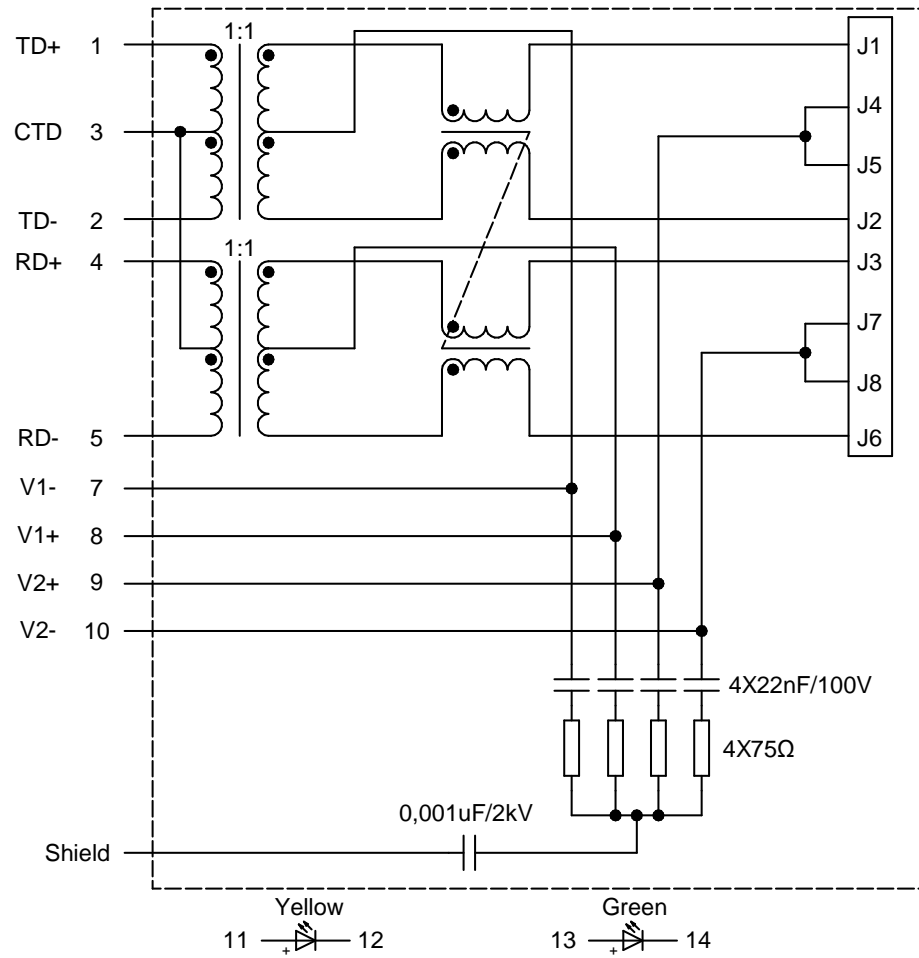 TD+ 1 1:1 J1
J4
CTD 3
J5
TD- 2 J2
1:1
RD+ 4 J3
J7
J8
RD- 5 J6
V1- 7
V1+ 8
V2+ 9
V2- 10
4X22nF/100V
4X75Ω
0,001uF/2kV
Shield
Yellow Green
11 + 12 13 + 14